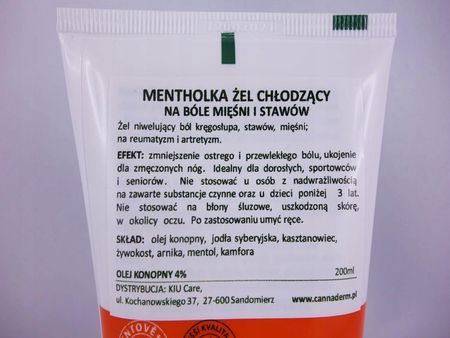 MENTHOLKA ŻEL CHŁODZĄCY
NA BÓLE MIĘŚNI I STAWÓW
Żel niwelujący ból kręgosłupa, stawów, mięśni;
na reumatyzm i artretyzm.
EFEKT: zmniejszenie ostrego i przewlekłego bólu, ukojenie
dla zmęczonych nóg. Idealny dla dorosłych, sportowców
i seniorów. Nie stosować u osób z nadwrażliwością
na zawarte substancje czynne oraz u dzieci poniżej 3 lat.
Nie stosować na błony śluzowe, uszkodzoną skórę,
w okolicy oczu. Po zastosowaniu umyć ręce.
SKŁAD: olej konopny, jodła syberyjska, kasztanowiec,
żywokost, arnika, mentol, kamfora
OLEJ KONOPNY 4% 200ml
DYSTRYBUCJA: KIU Care,
ul. Kochanowskiego 37, 27-600 Sandomierz www.cannaderm.pl